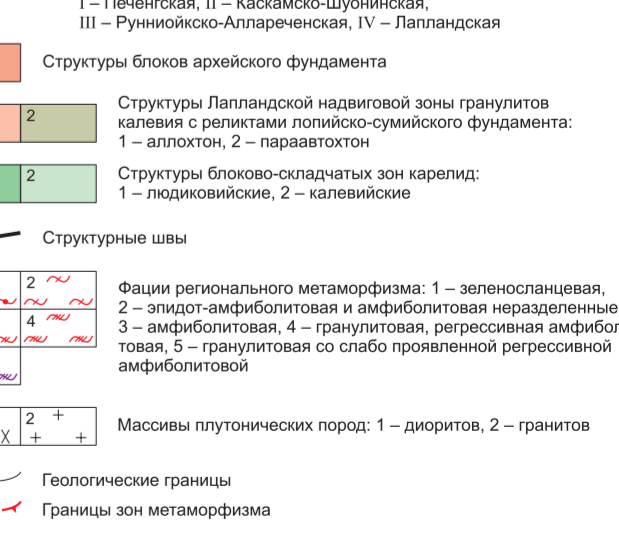 I – Печенгская, II – Каскамско-Шуонинская,
III – Рунниойкско-Аллареченская, IV – Лапландская
Структуры блоков архейского фундамента
2
Структуры Лапландской надвиговой зоны гранулитов
калевия с реликтами лопийско-сумийского фундамента:
1 – аллохтон, 2 – параавтохтон
2
Структуры блоково-складчатых зон карелид:
1 – людиковийские, 2 – калевийские
Структурные швы
2
4
Фации регионального метаморфизма: 1 – зеленосланцевая,
2 – эпидот-амфиболитовая и амфиболитовая неразделенные
3 – амфиболитовая, 4 – гранулитовая, регрессивная амфибол
товая, 5 – гранулитовая со слабо проявленной регрессивной
амфиболитовой
2
Массивы плутонических пород: 1 – диоритов, 2 – гранитов
Геологические границы
Границы зон метаморфизма